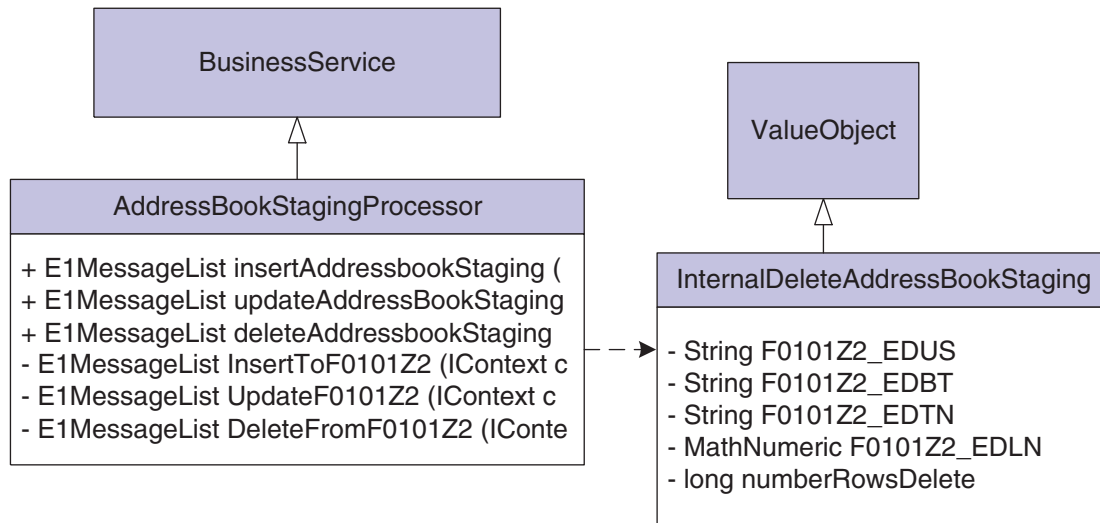 BusinessService
ValueObject
AddressBookStagingProcessor
+ E1MessageList insertAddressbookStaging (
+ E1MessageList updateAddressBookStaging
+ E1MessageList deleteAddressbookStaging
- E1MessageList InsertToF0101Z2 (IContext c
- E1MessageList UpdateF0101Z2 (IContext c
- E1MessageList DeleteFromF0101Z2 (IConte
InternalDeleteAddressBookStaging
- String F0101Z2_EDUS
- String F0101Z2_EDBT
- String F0101Z2_EDTN
- MathNumeric F0101Z2_EDLN
- long numberRowsDelete